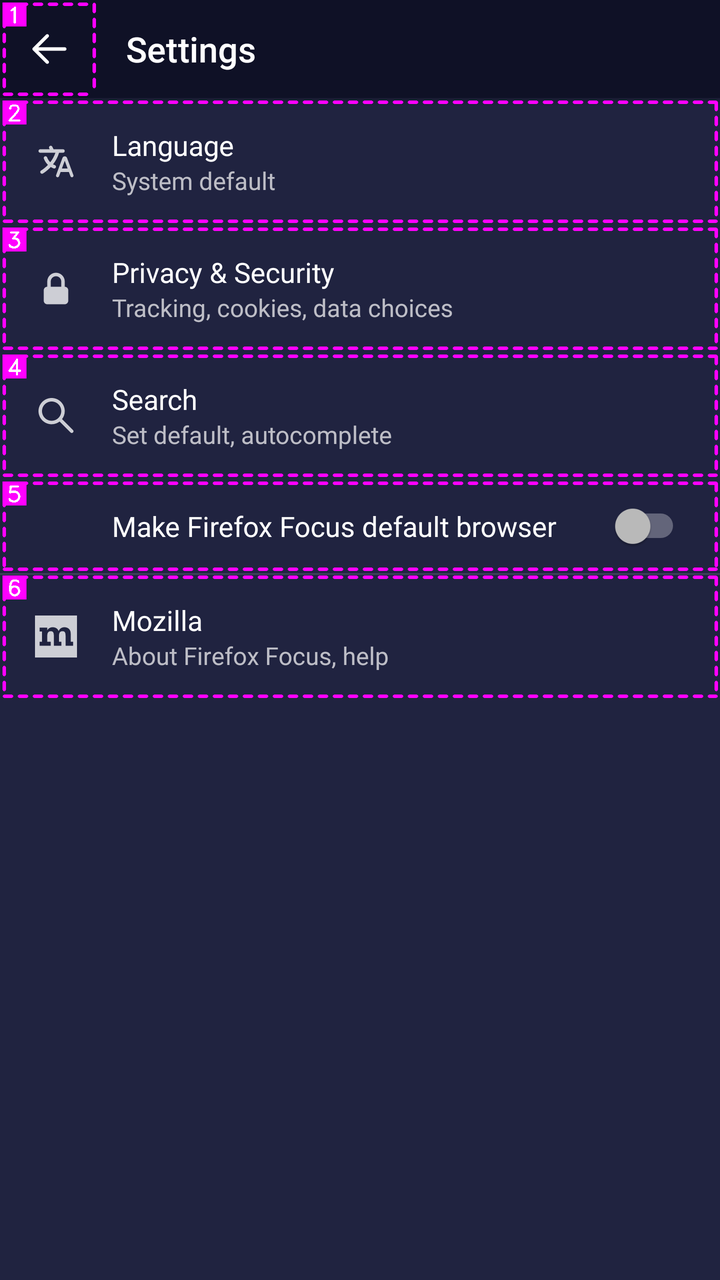 1
Settings
2
Language
System default
3
Privacy & Security
Tracking, cookies, data choices
4
Search
Set default, autocomplete
5
Make Firefox Focus default browser
6
m
Mozilla
About Firefox Focus, help